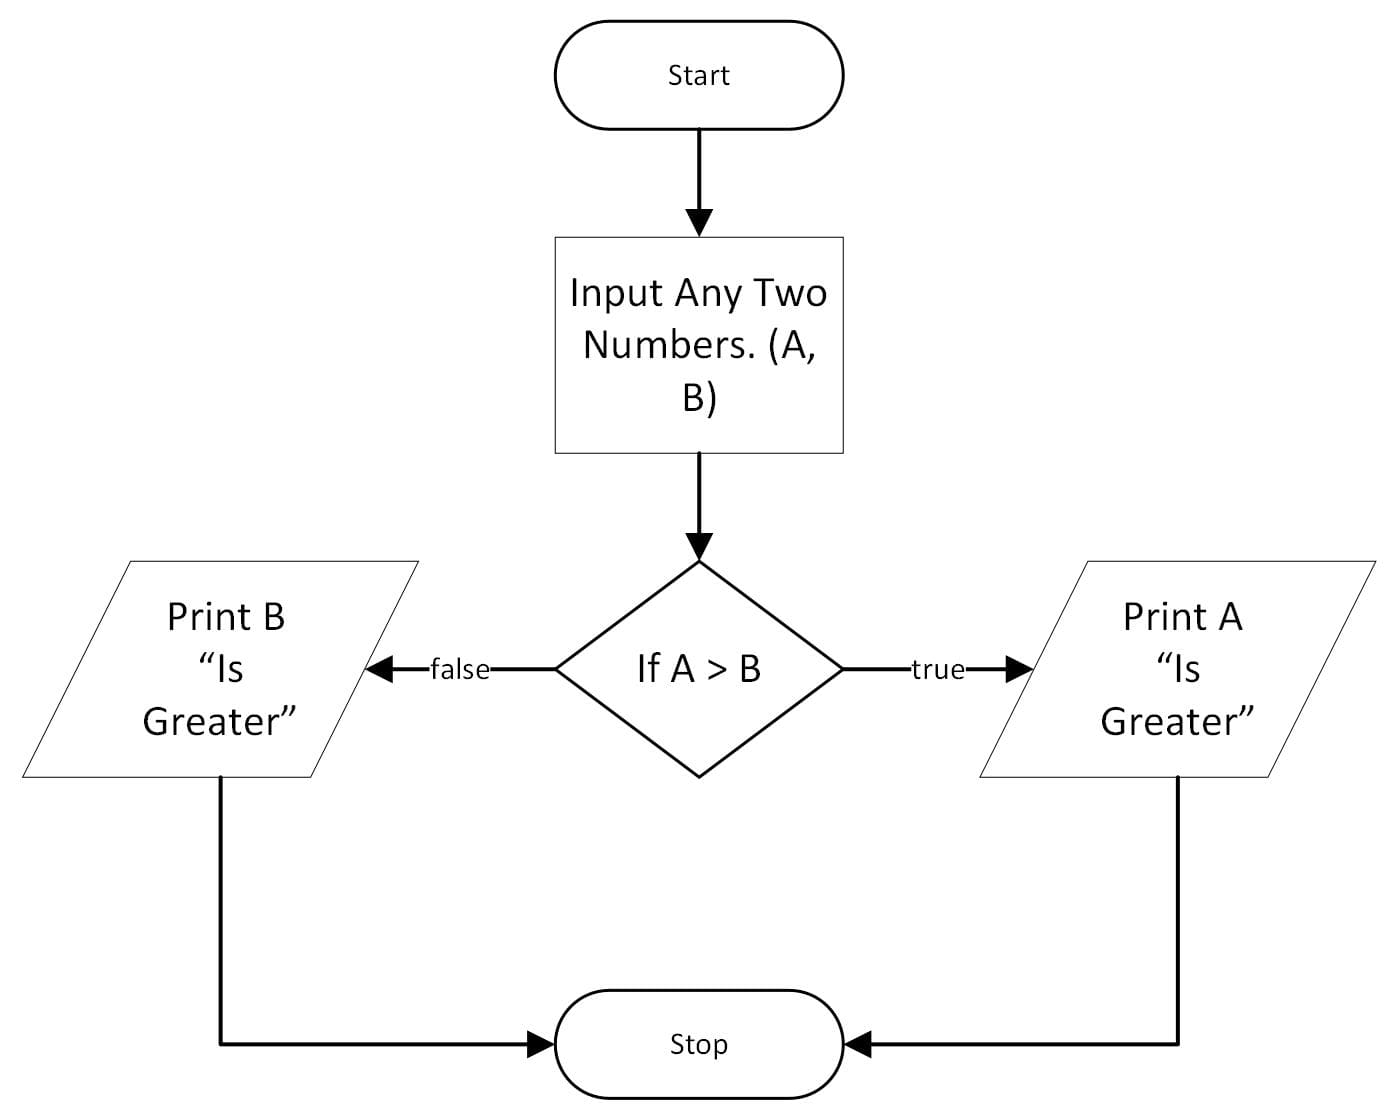 Start
Input Any Two
Numbers. (A,
B)
If A > B
false
true
Print B
“Is
Greater”
Print A
“Is
Greater”
Stop